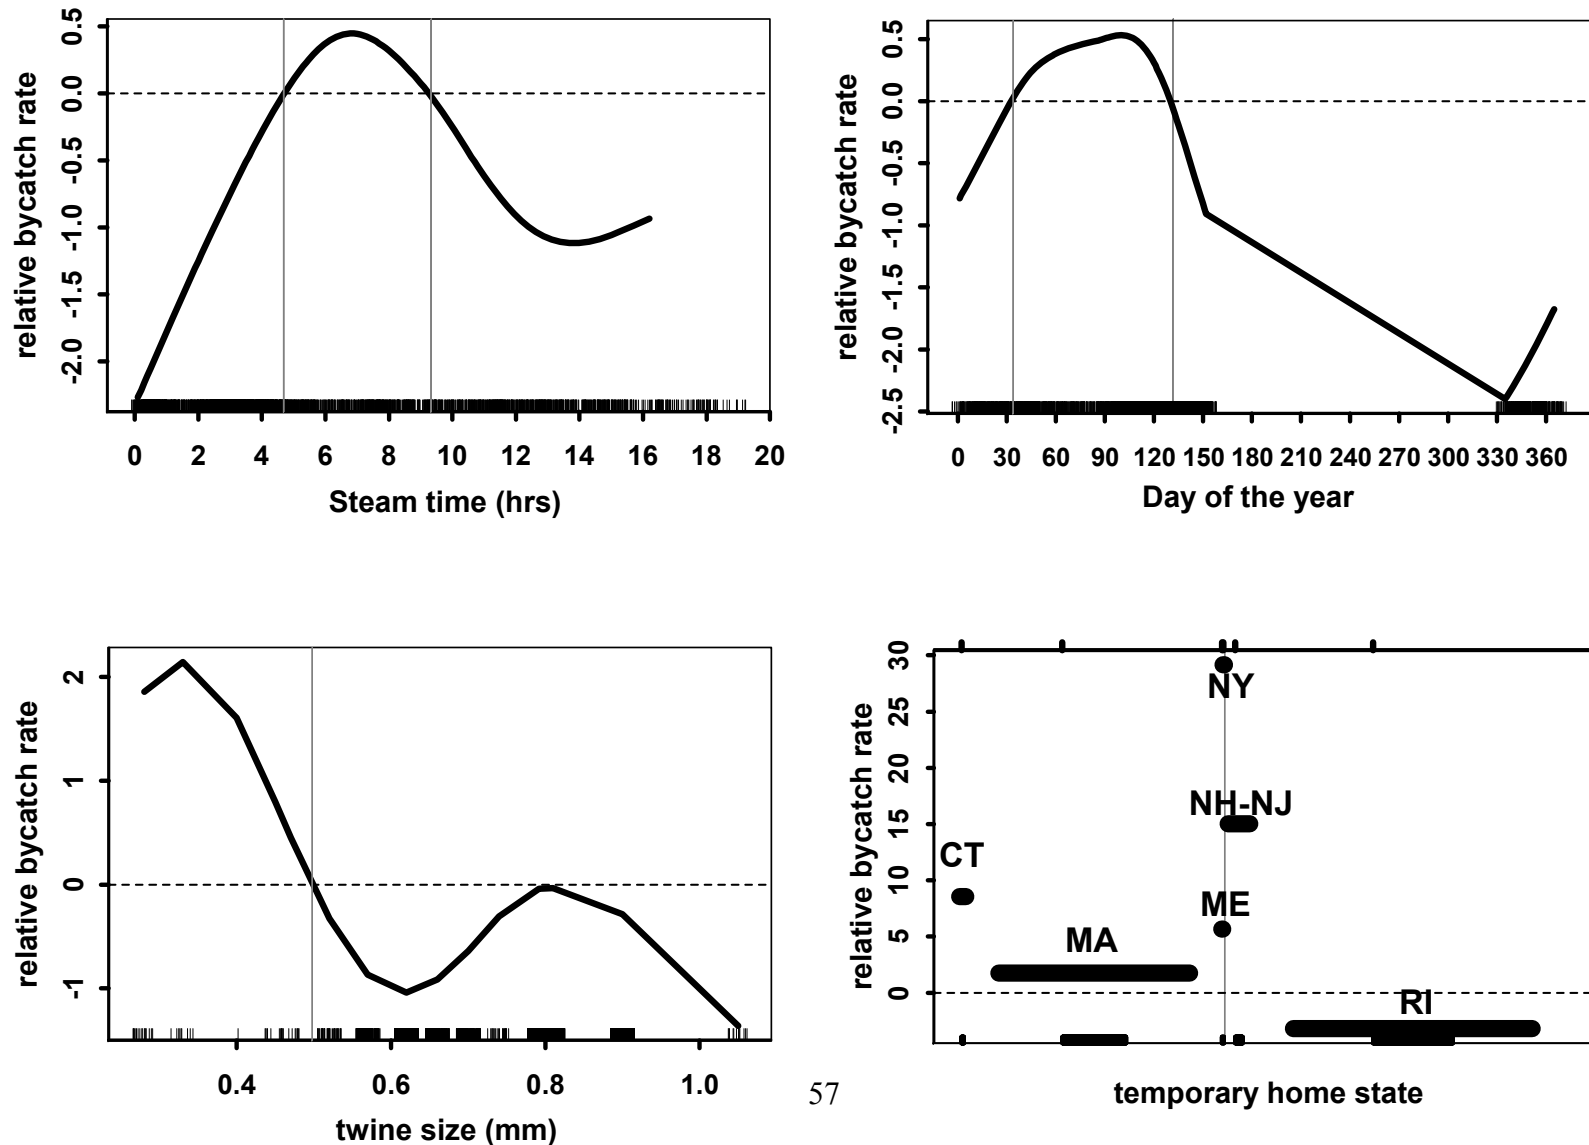 relative bycatch rate
0.5
0.0
-0.5
-1.0
-1.5
-2.0
0 2 4 6 8 10 12 14 16 18 20
Steam time (hrs)
relative bycatch rate
0.5
0.0
-0.5
-1.0
-1.5
-2.0
-2.5
0 30 60 90 120 150 180 210 240 270 300 330 360
Day of the year
relative bycatch rate
2
1
0
-1
0.4 0.6 0.8 1.0
twine size (mm)
relative bycatch rate
30
25
20
15
10
5
0
NY
NH-NJ
CT
ME
MA
RI
temporary home state
57